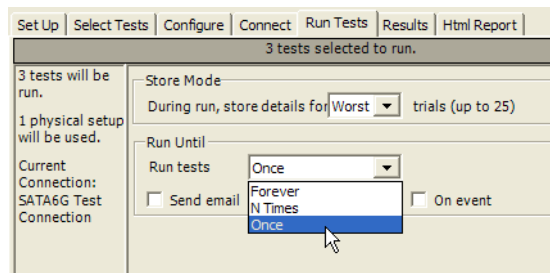 Set Up Select Tests Configure Connect Run Tests Results Html Report
3 tests selected to run.
3 tests will be
run.
1 physical setup
will be used.
Current
Connection:
SATA6G Test
Connection
Store Mode
During run, store details for Worst trials (up to 25)
Run Until
Run tests Once
Forever
N Times
Once
Send email On event